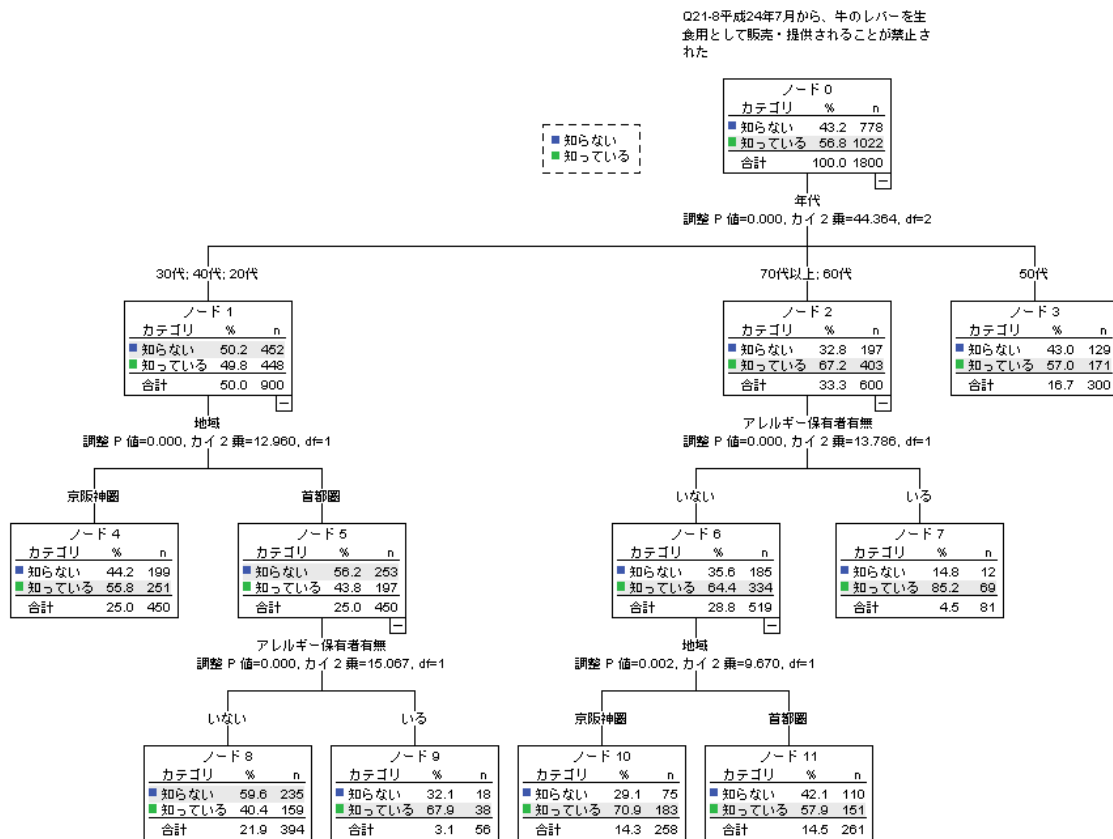 Q21-8平成24年7月から、牛のレバーを生
食用として販売・提供されることが禁止さ
れた
ノード 0
カテゴリ % n
知らない 43.2 778
知っている 56.8 1022
合計 100.0 1800
知らない
知っている
年代
調整 P 値=0.000, カイ 2 乗=44.364, df=2
30代; 40代; 20代
70代以上; 60代
50代
ノード 1
カテゴリ % n
知らない 50.2 452
知っている 49.8 448
合計 50.0 900
ノード 2
カテゴリ % n
知らない 32.8 197
知っている 67.2 403
合計 33.3 600
ノード 3
カテゴリ % n
知らない 43.0 129
知っている 57.0 171
合計 16.7 300
地域
調整 P 値=0.000, カイ 2 乗=12.960, df=1
アレルギー保有者有無
調整 P 値=0.000, カイ 2 乗=13.786, df=1
京阪神圏
首都圏
いない
いる
ノード 4
カテゴリ % n
知らない 44.2 199
知っている 55.8 251
合計 25.0 450
ノード 5
カテゴリ % n
知らない 56.2 253
知っている 43.8 197
合計 25.0 450
ノード 6
カテゴリ % n
知らない 35.6 185
知っている 64.4 334
合計 28.8 519
ノード 7
カテゴリ % n
知らない 14.8 12
知っている 85.2 69
合計 4.5 81
アレルギー保有者有無
調整 P 値=0.000, カイ 2 乗=15.067, df=1
地域
調整 P 値=0.002, カイ 2 乗=9.670, df=1
いない
いる
京阪神圏
首都圏
ノード 8
カテゴリ % n
知らない 59.6 235
知っている 40.4 159
合計 21.9 394
ノード 9
カテゴリ % n
知らない 32.1 18
知っている 67.9 38
合計 3.1 56
ノード 10
カテゴリ % n
知らない 29.1 75
知っている 70.9 183
合計 14.3 258
ノード 11
カテゴリ % n
知らない 42.1 110
知っている 57.9 151
合計 14.5 261